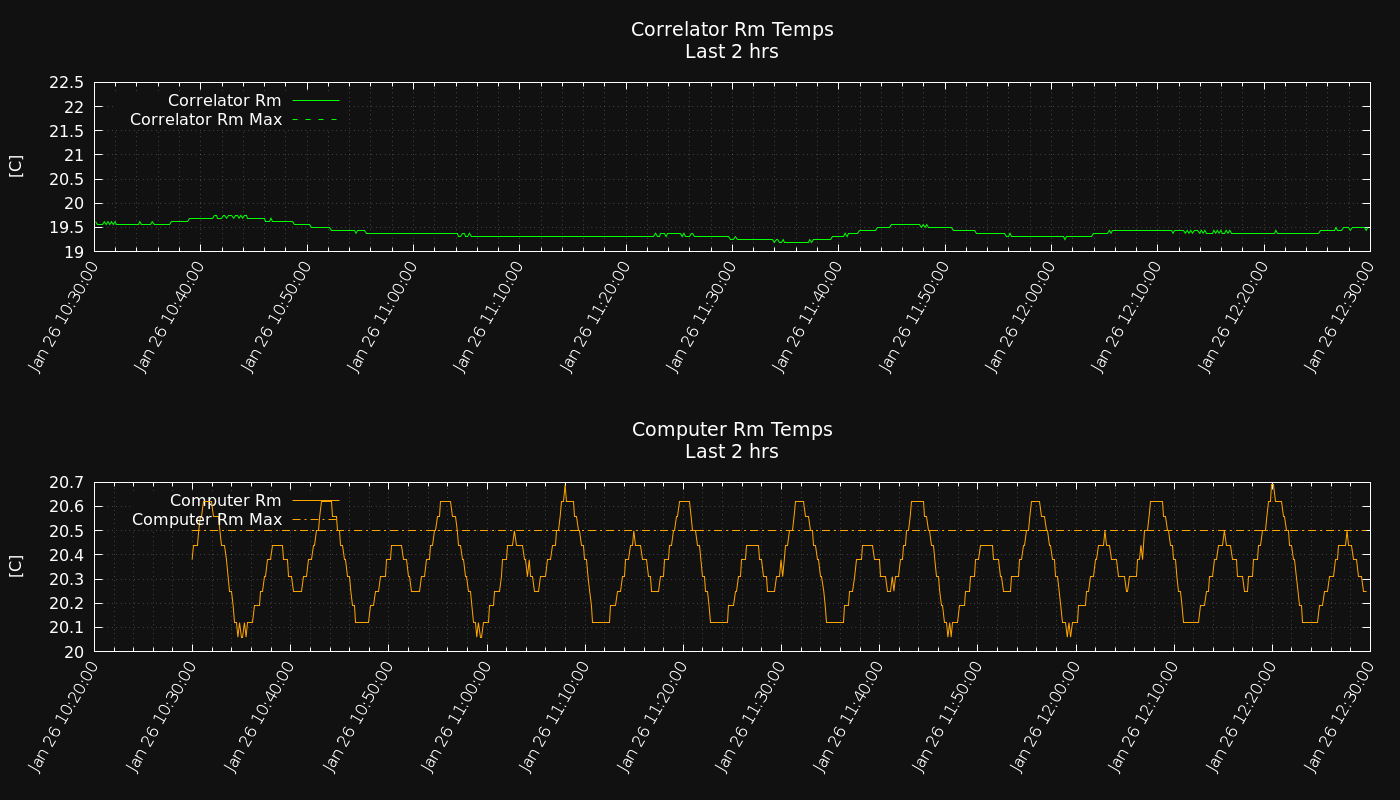 Correlator Rm Temps
Last 2 hrs
22.5
22
21.5
21
20.5
20
19.5
19
[C]
Correlator Rm
Correlator Rm Max
Jan 26 10:30:00
Jan 26 10:40:00
Jan 26 10:50:00
Jan 26 11:00:00
Jan 26 11:10:00
Jan 26 11:20:00
Jan 26 11:30:00
Jan 26 11:40:00
Jan 26 11:50:00
Jan 26 12:00:00
Jan 26 12:10:00
Jan 26 12:20:00
Jan 26 12:30:00
Computer Rm Temps
Last 2 hrs
20.7
20.6
20.5
20.4
20.3
20.2
20.1
20
[C]
Computer Rm
Computer Rm Max
Jan 26 10:20:00
Jan 26 10:30:00
Jan 26 10:40:00
Jan 26 10:50:00
Jan 26 11:00:00
Jan 26 11:10:00
Jan 26 11:20:00
Jan 26 11:30:00
Jan 26 11:40:00
Jan 26 11:50:00
Jan 26 12:00:00
Jan 26 12:10:00
Jan 26 12:20:00
Jan 26 12:30:00